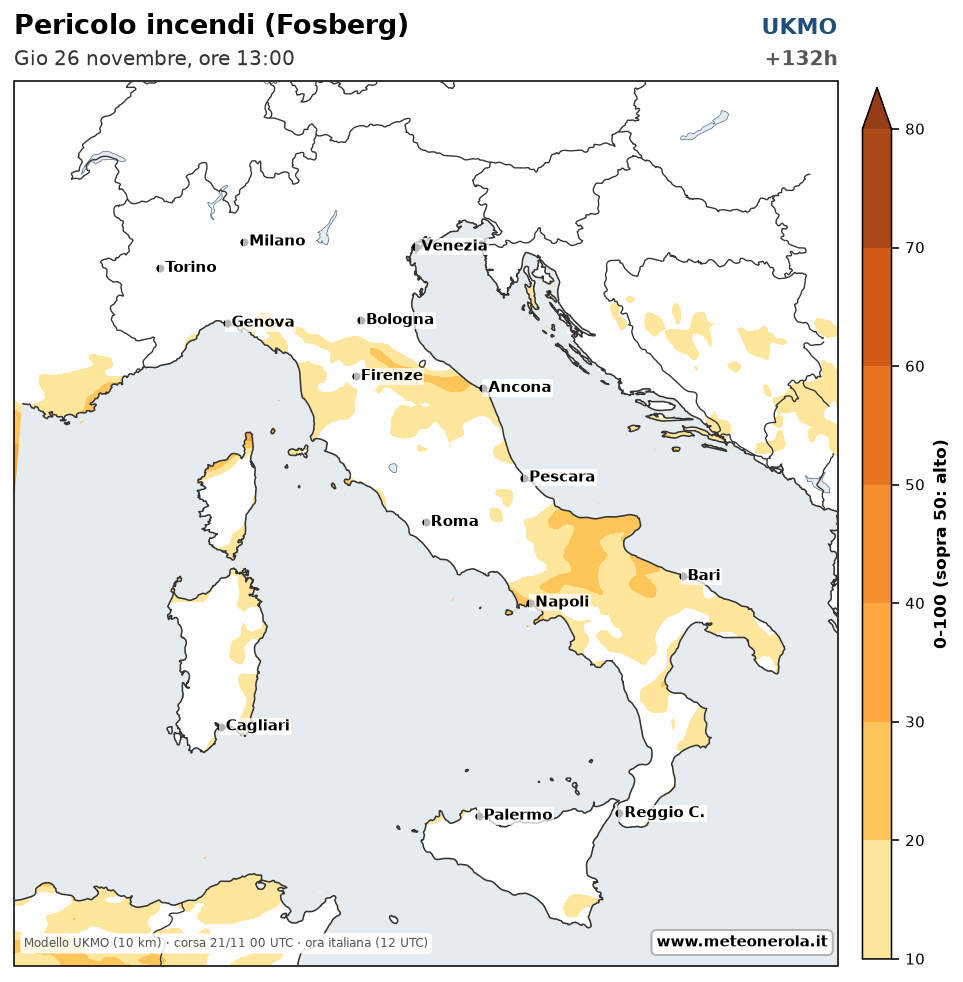 Pericolo incendi (Fosberg)
UKMO
Gio 26 novembre, ore 13:00
+132h
80
70
60
50
40
30
20
10
0-100 (sopra 50: alto)
Milano
Venezia
Torino
Genova
Bologna
Firenze
Ancona
Pescara
Roma
Bari
Napoli
Cagliari
Palermo
Reggio C.
Modello UKMO (10 km) · corsa 21/11 00 UTC · ora italiana (12 UTC)
www.meteonerola.it